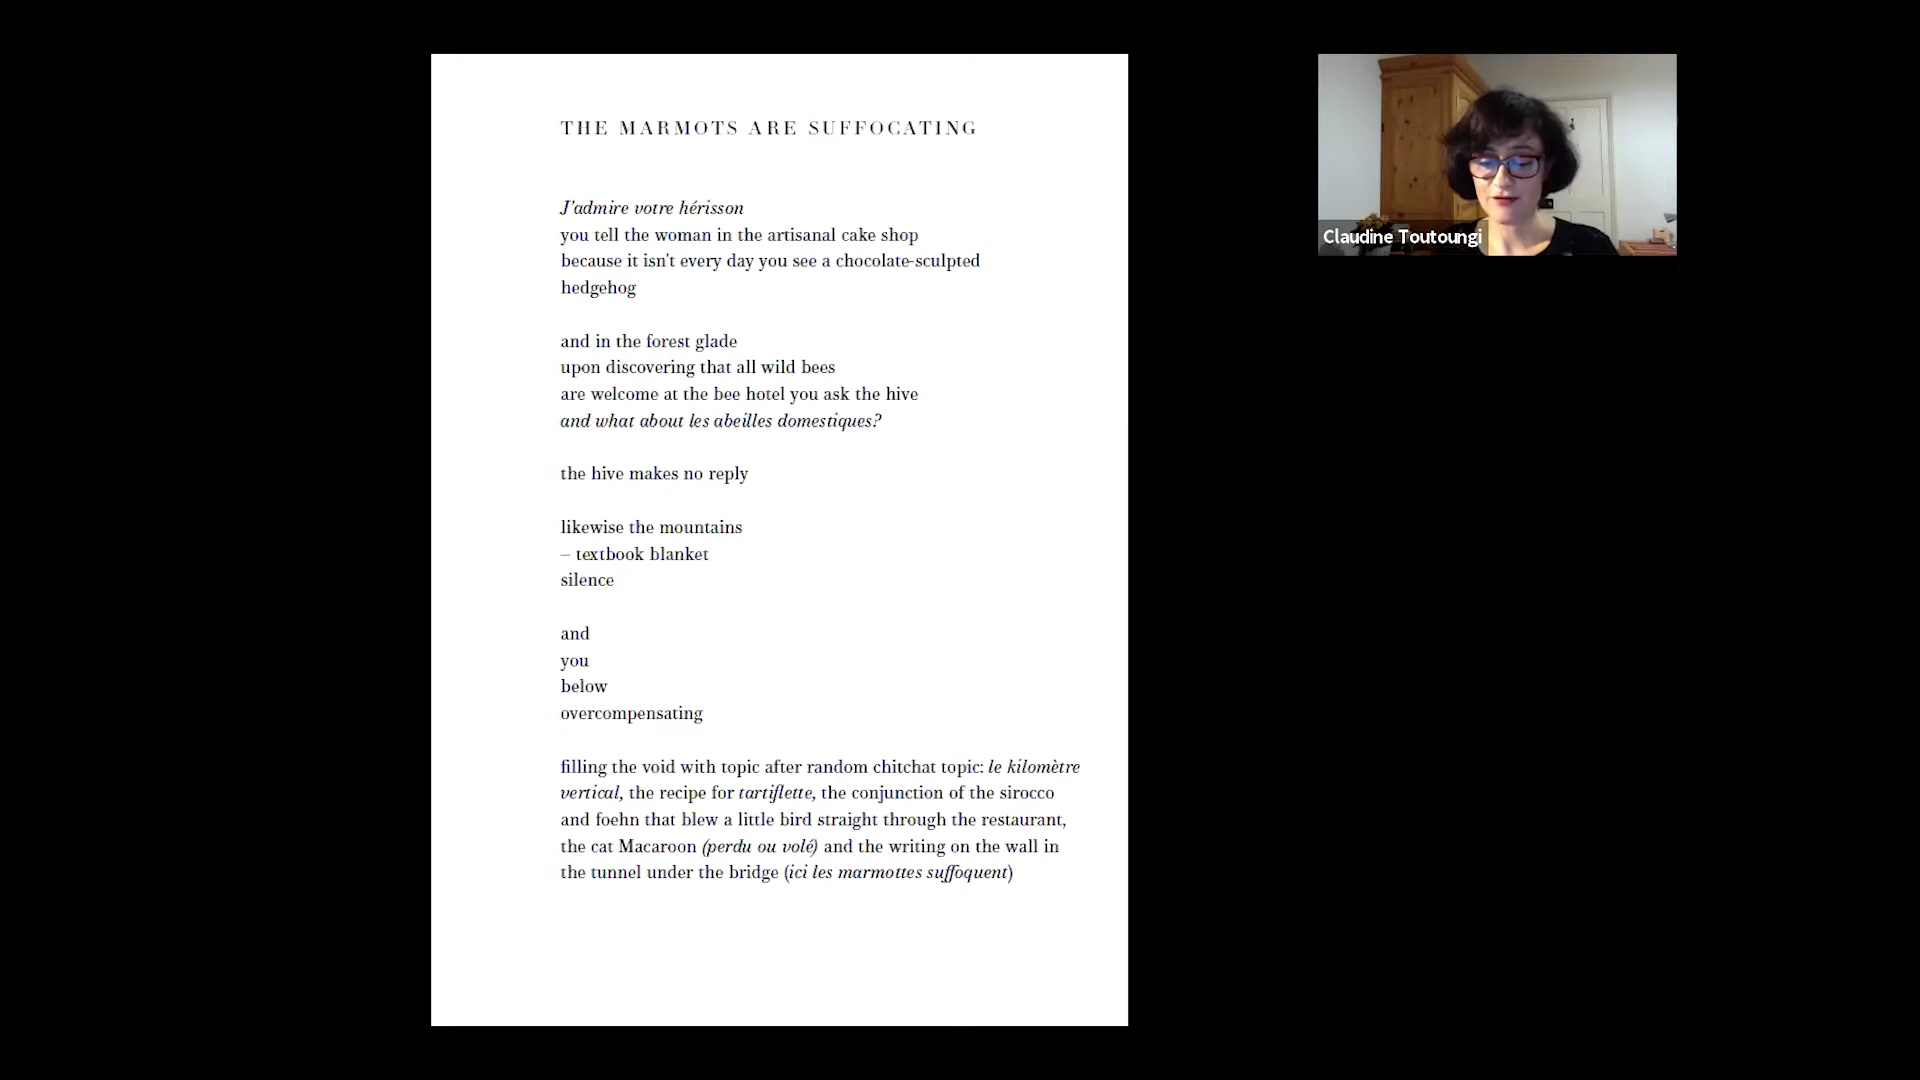 THE MARMOTS ARE SUFFOCATING
J’admire votre hérisson
you tell the woman in the artisanal cake shop
because it isn’t every day you see a chocolate-sculpted
hedgehog
and in the forest glade
upon discovering that all wild bees
are welcome at the bee hotel you ask the hive
and what about les abeilles domestiques?
the hive makes no reply
likewise the mountains
– textbook blanket
silence
and
you
below
overcompensating
filling the void with topic after random chitchat topic: le kilomètre
vertical, the recipe for tartiflette, the conjunction of the sirocco
and foehn that blew a little bird straight through the restaurant,
the cat Macaroon (perdu ou volé) and the writing on the wall in
the tunnel under the bridge (ici les marmottes suffoquent)
Claudine Toutoungi